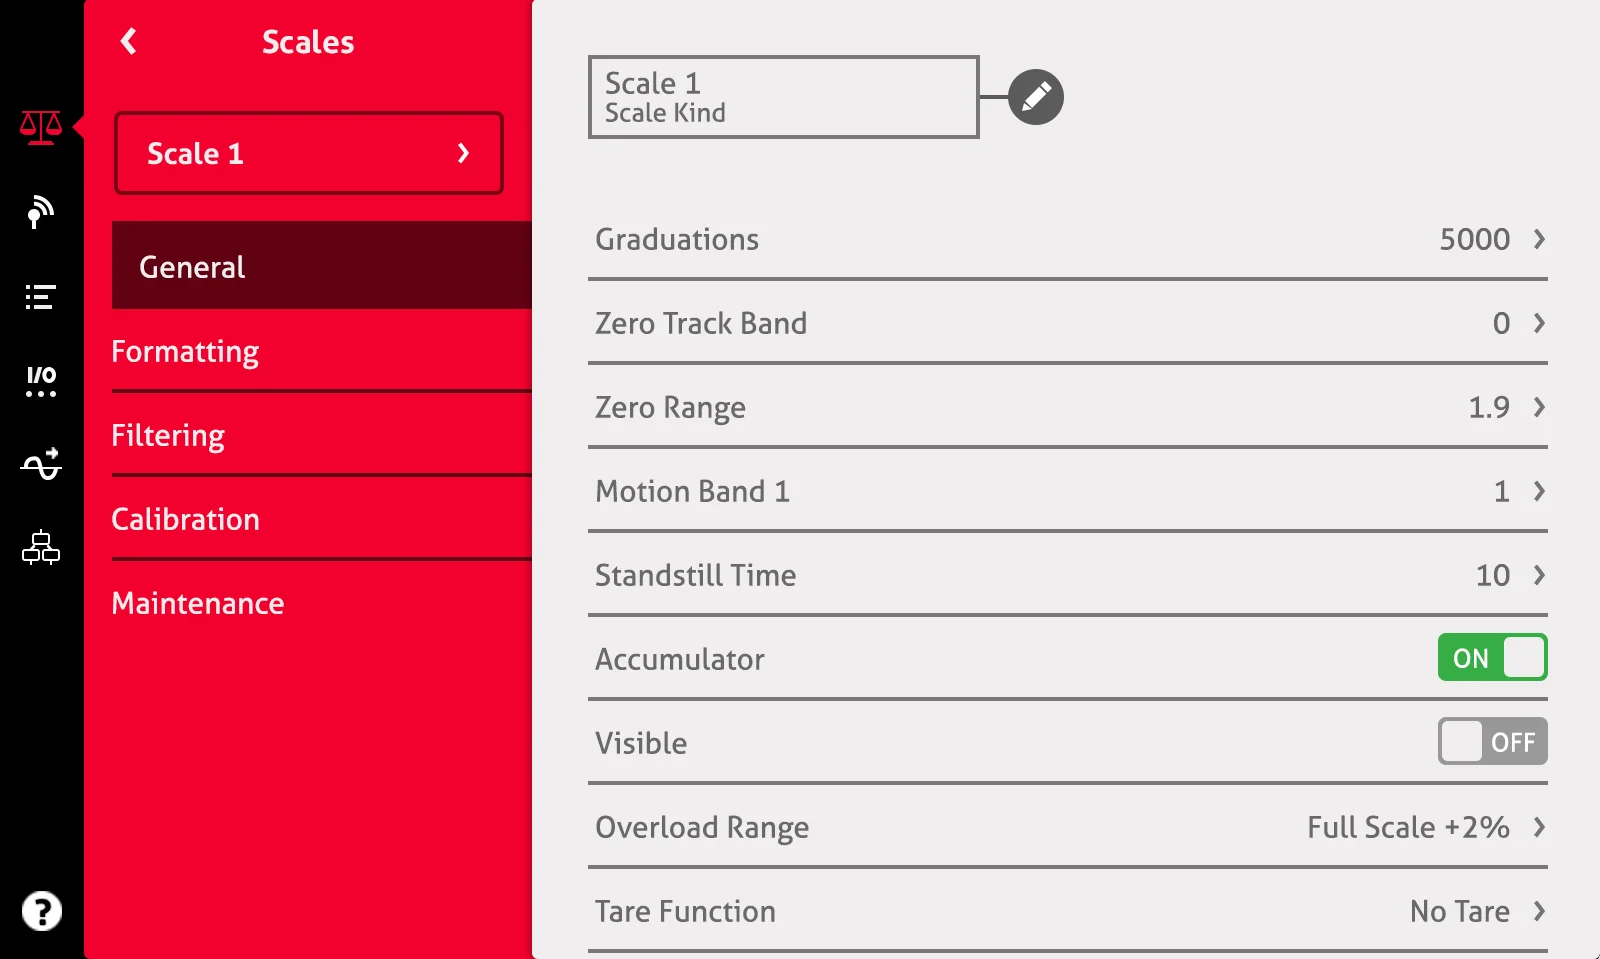 Scales
Scale 1
General
Formatting
Filtering
Calibration
Maintenance
I/O
?
Scale 1
Scale Kind
Graduations 5000
Zero Track Band 0
Zero Range 1.9
Motion Band 1 1
Standstill Time 10
Accumulator ON
Visible OFF
Overload Range Full Scale +2%
Tare Function No Tare